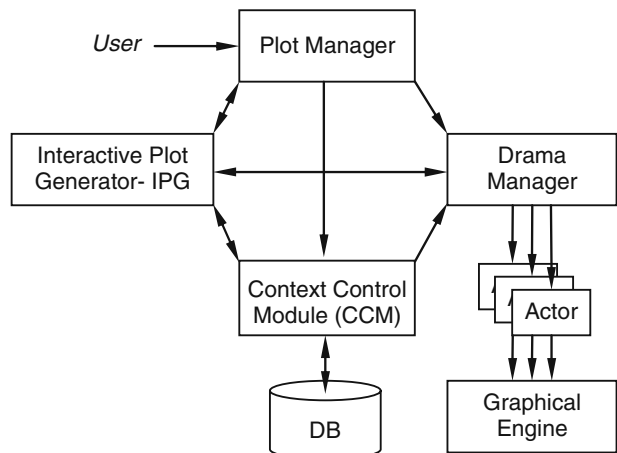 User
Plot Manager
Interactive Plot
Generator- IPG
Drama
Manager
Context Control
Module (CCM)
A
A
Actor
DB
Graphical
Engine